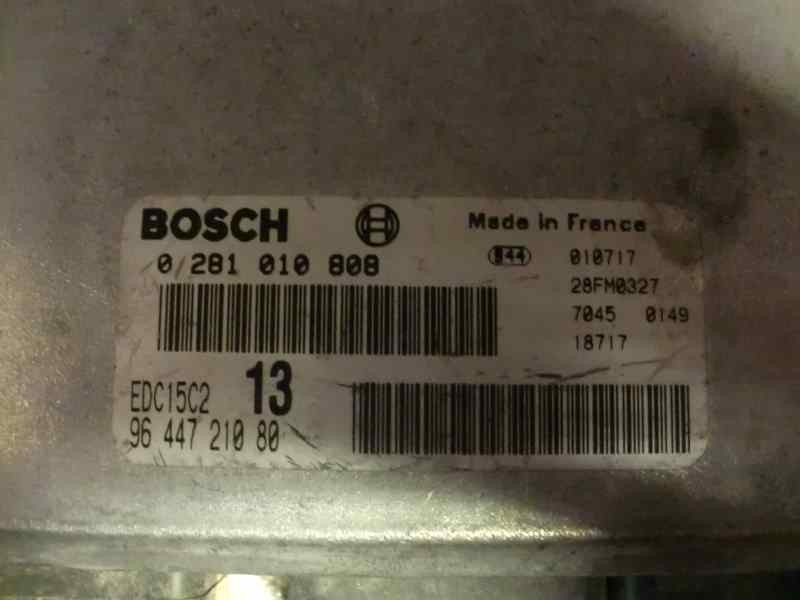 BOSCH
Made in France
0 281 010 808
010717
28FM0327
7045 0149
18717
EDC15C2 13
96 447 210 80